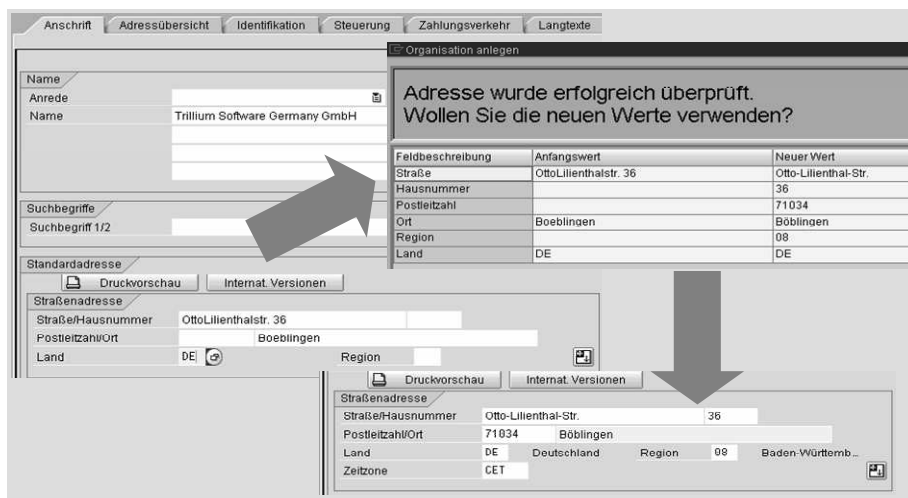 Anschrift Adressübersicht Identifikation Steuerung Zahlungsverkehr Langtexte
Name
Anrede
Name Trillium Software Germany GmbH
Suchbegriffe
Suchbegriff 1/2
Standardadresse
Druckvorschau Internat. Versionen
Straßenadresse
Straße/Hausnummer OttoLilienthalstr. 36
Postleitzahl/Ort Boeblingen
Land DE Region
Organisation anlegen
Adresse wurde erfolgreich überprüft.
Wollen Sie die neuen Werte verwenden?
Feldbeschreibung Anfangswert Neuer Wert
Straße OttoLilienthalstr. 36 Otto-Lilienthal-Str.
Hausnummer 36
Postleitzahl 71034
Ort Boeblingen Böblingen
Region 08
Land DE DE
Druckvorschau Internat. Versionen
Straßenadresse
Straße/Hausnummer Otto-Lilienthal-Str. 36
Postleitzahl/Ort 71034 Böblingen
Land DE Deutschland Region 08 Baden-Württemb...
Zeitzone CET